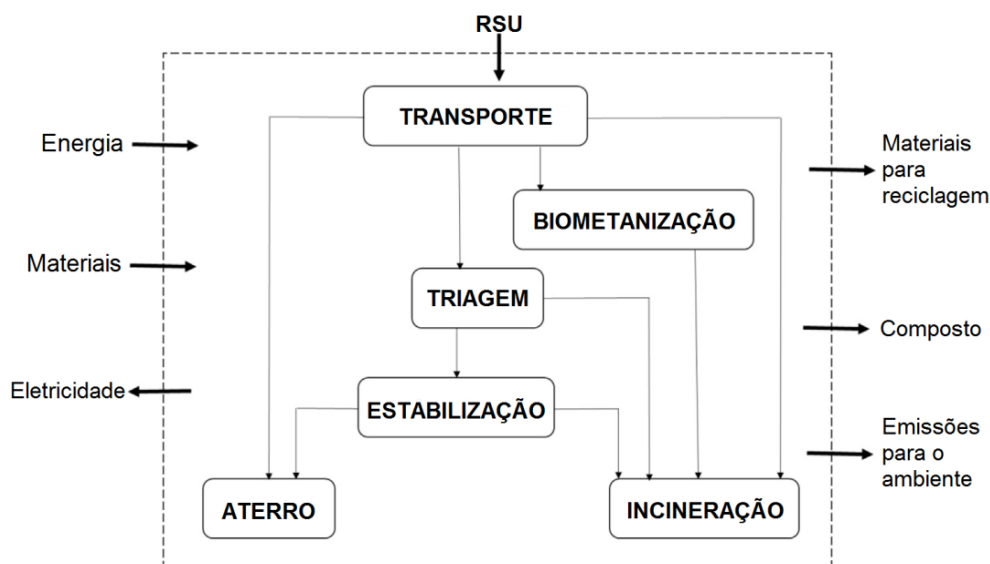 RSU
TRANSPORTE
Energia
Materiais
para
reciclagem
BIOMETANIZAÇÃO
Materiais
TRIAGEM
Composto
Eletricidade
ESTABILIZAÇÃO
Emissões
para o
ambiente
ATERRO
INCINERAÇÃO